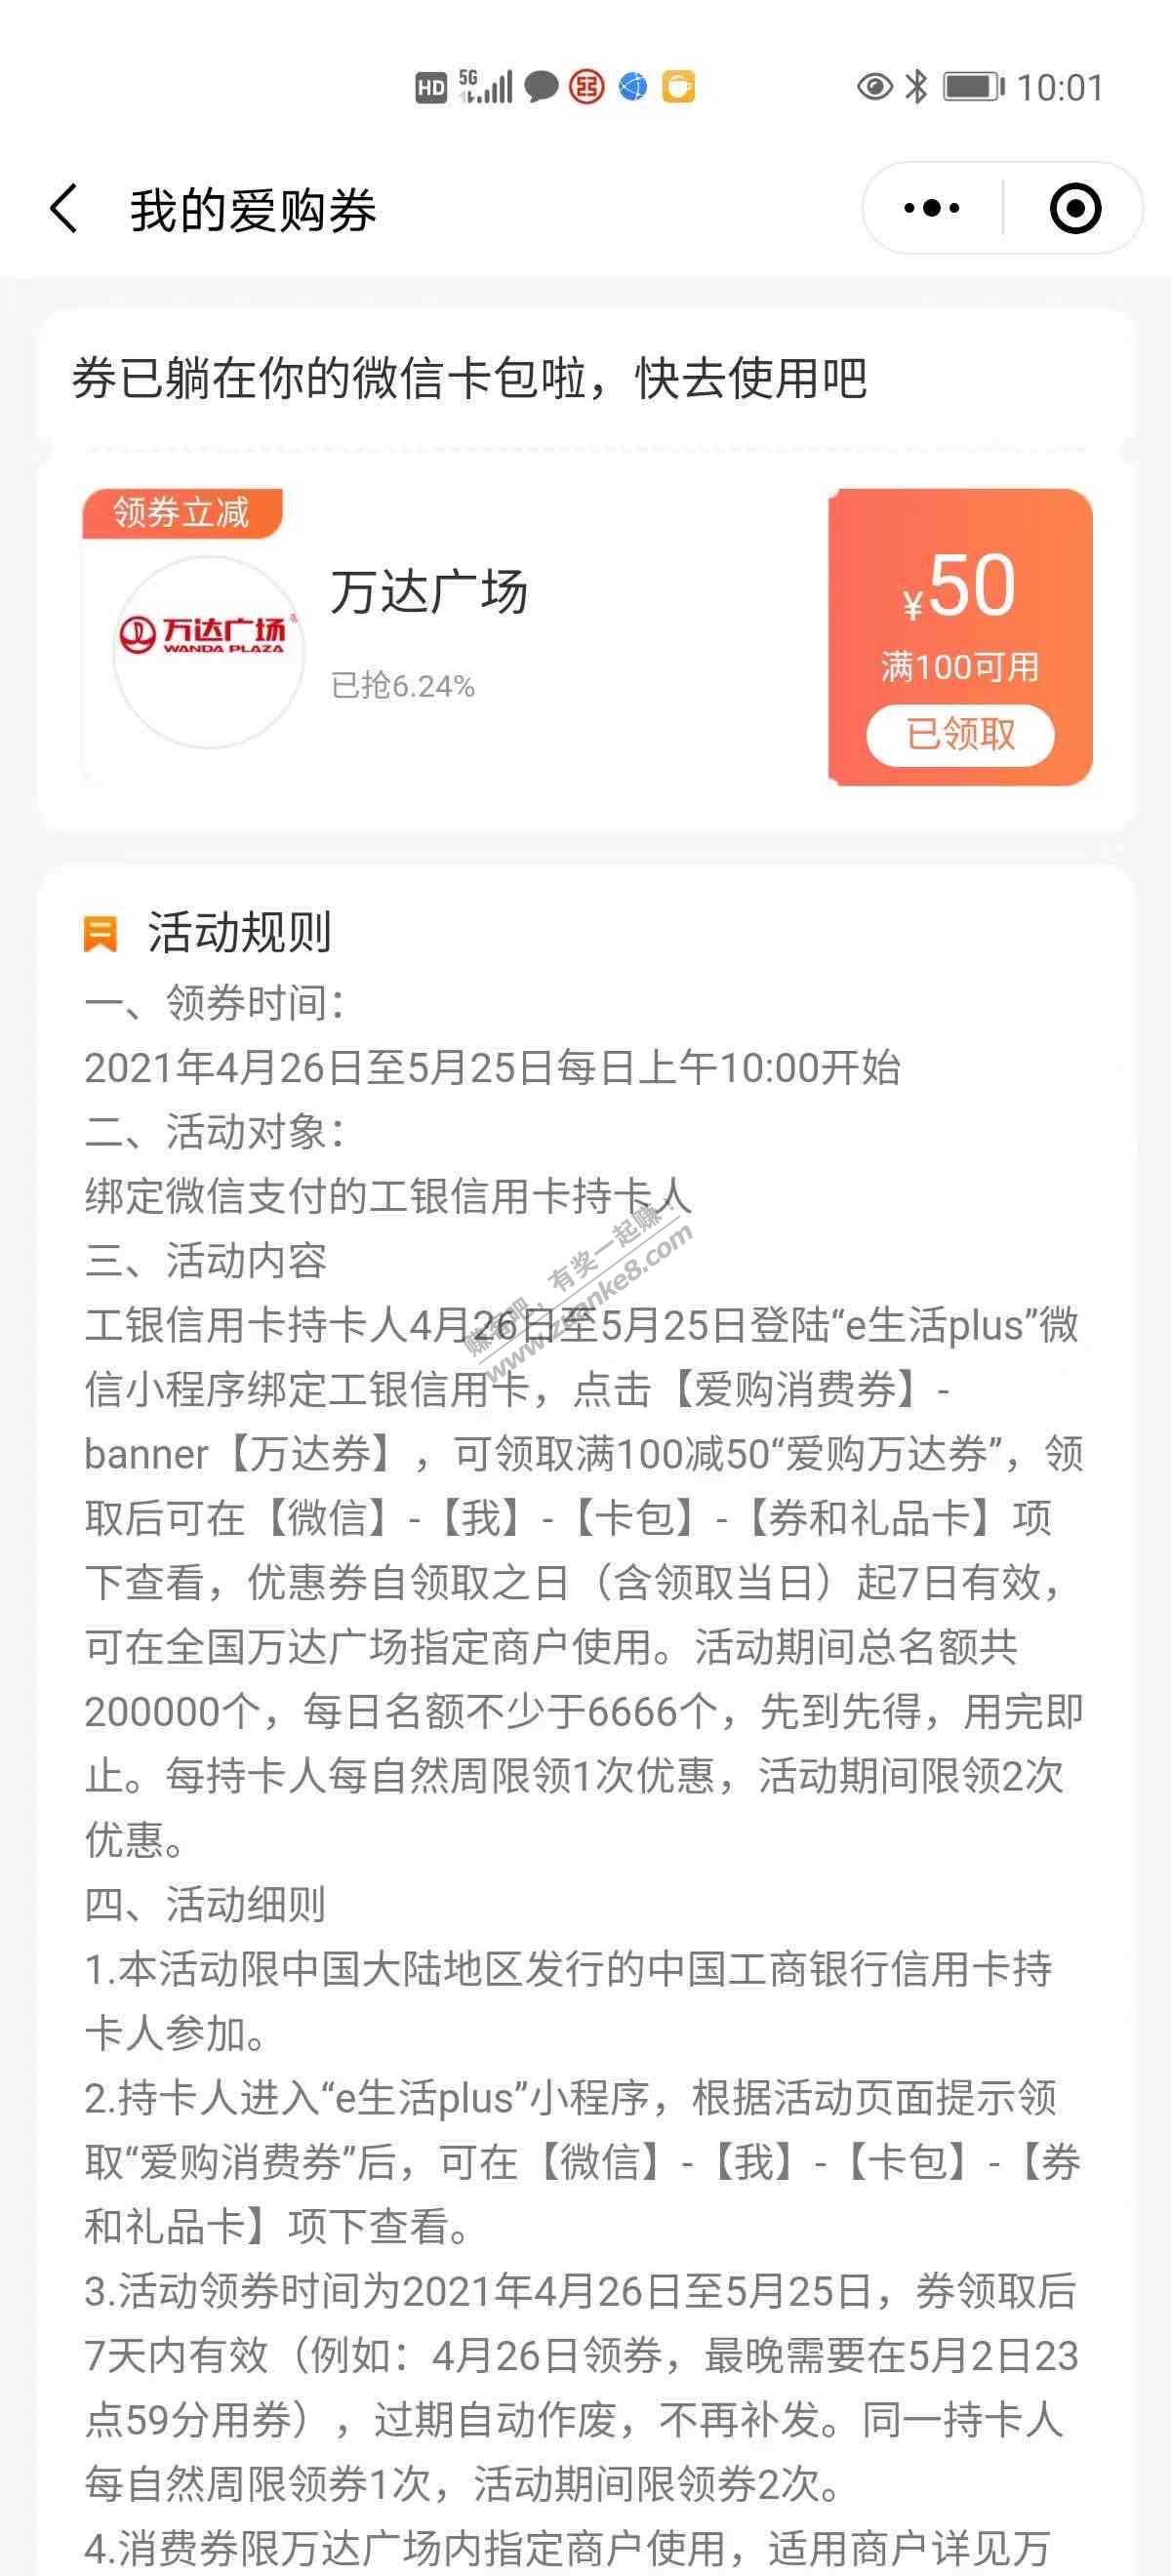 HD 5G 10:01
我的爱购券
券已躺在你的微信卡包啦，快去使用吧
领券立减
万达广场
WANDA PLAZA
万达广场
已抢6.24%
¥50
满100可用
已领取
活动规则
一、领券时间：
2021年4月26日至5月25日每日上午10:00开始
二、活动对象：
绑定微信支付的工银信用卡持卡人
三、活动内容
工银信用卡持卡人4月26日至5月25日登陆“e生活plus”微
信小程序绑定工银信用卡，点击【爱购消费券】-
banner【万达券】，可领取满100减50“爱购万达券”，领
取后可在【微信】-【我】-【卡包】-【券和礼品卡】项
下查看，优惠券自领取之日（含领取当日）起7日有效，
可在全国万达广场指定商户使用。活动期间总名额共
200000个，每日名额不少于6666个，先到先得，用完即
止。每持卡人每自然周限领1次优惠，活动期间限领2次
优惠。
四、活动细则
1.本活动限中国大陆地区发行的中国工商银行信用卡持
卡人参加。
2.持卡人进入“e生活plus”小程序，根据活动页面提示领
取“爱购消费券”后，可在【微信】-【我】-【卡包】-【券
和礼品卡】项下查看。
3.活动领券时间为2021年4月26日至5月25日，券领取后
7天内有效（例如：4月26日领券，最晚需要在5月2日23
点59分用券），过期自动作废，不再补发。同一持卡人
每自然周限领券1次，活动期间限领券2次。
4.消费券限万达广场内指定商户使用，适用商户详见万
赚客吧，有奖一起赚！
www.zuanke8.com